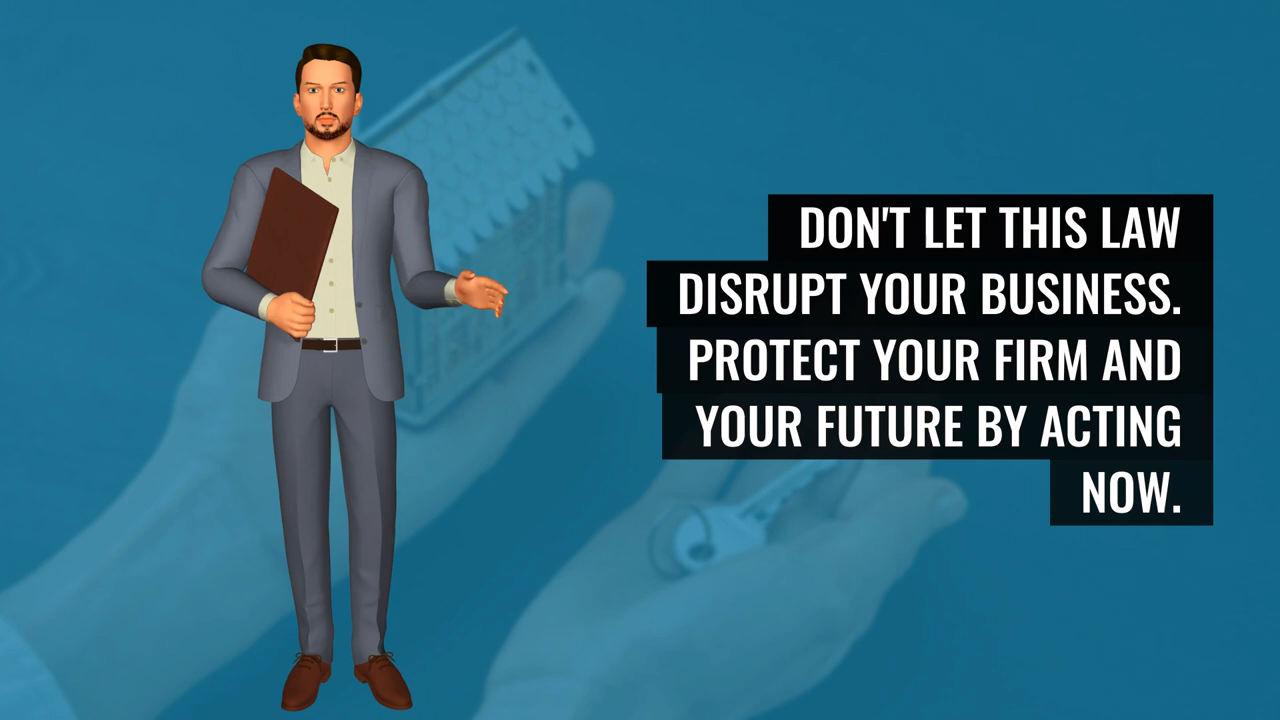 DON'T LET THIS LAW
DISRUPT YOUR BUSINESS.
PROTECT YOUR FIRM AND
YOUR FUTURE BY ACTING
NOW.